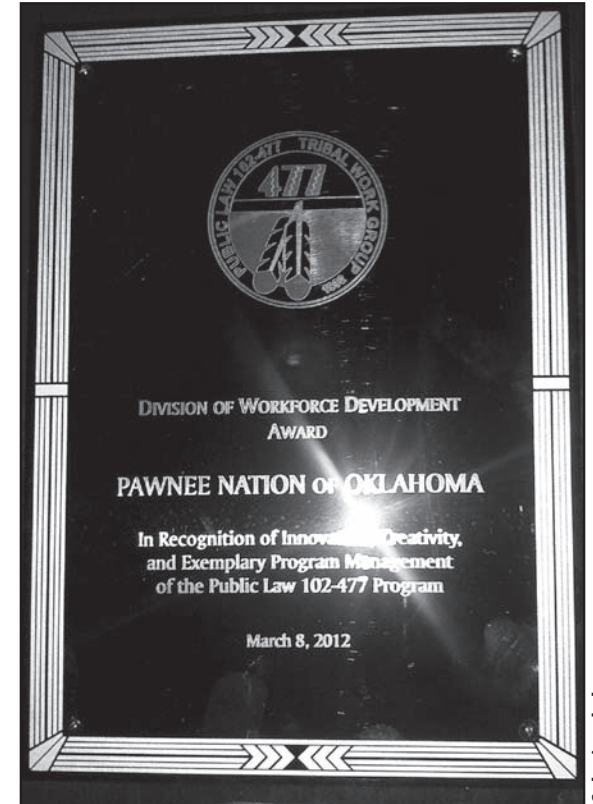 PUBLIC LAW 102-477 TRIBAL WORK GROUP
477
DIVISION OF WORKFORCE DEVELOPMENT
AWARD
PAWNEE NATION OF OKLAHOMA
In Recognition of Creativity,
and Exemplary Program Management
of the Public Law 102-477 Program
March 8, 2012